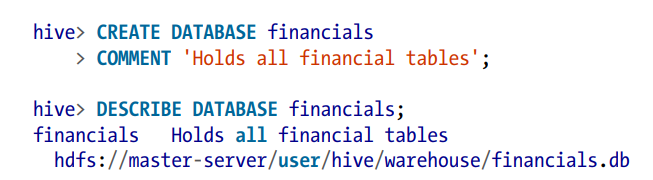 hive> CREATE DATABASE financials
    > COMMENT 'Holds all financial tables';
hive> DESCRIBE DATABASE financials;
financials   Holds all financial tables
  hdfs://master-server/user/hive/warehouse/financials.db